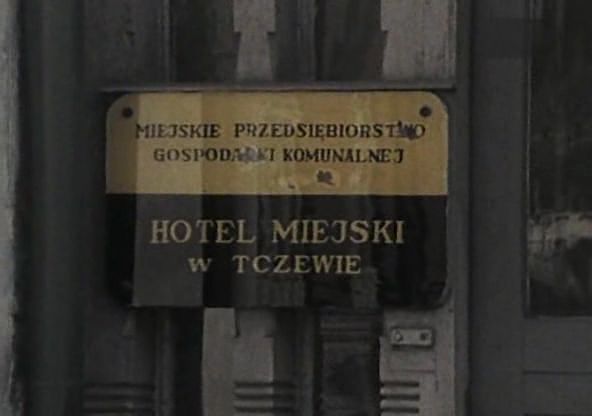 MIEJSKIE PRZEDSIĘBIORSTWO
GOSPODARKI KOMUNALNEJ
HOTEL MIEJSKI
W TCZEWIE